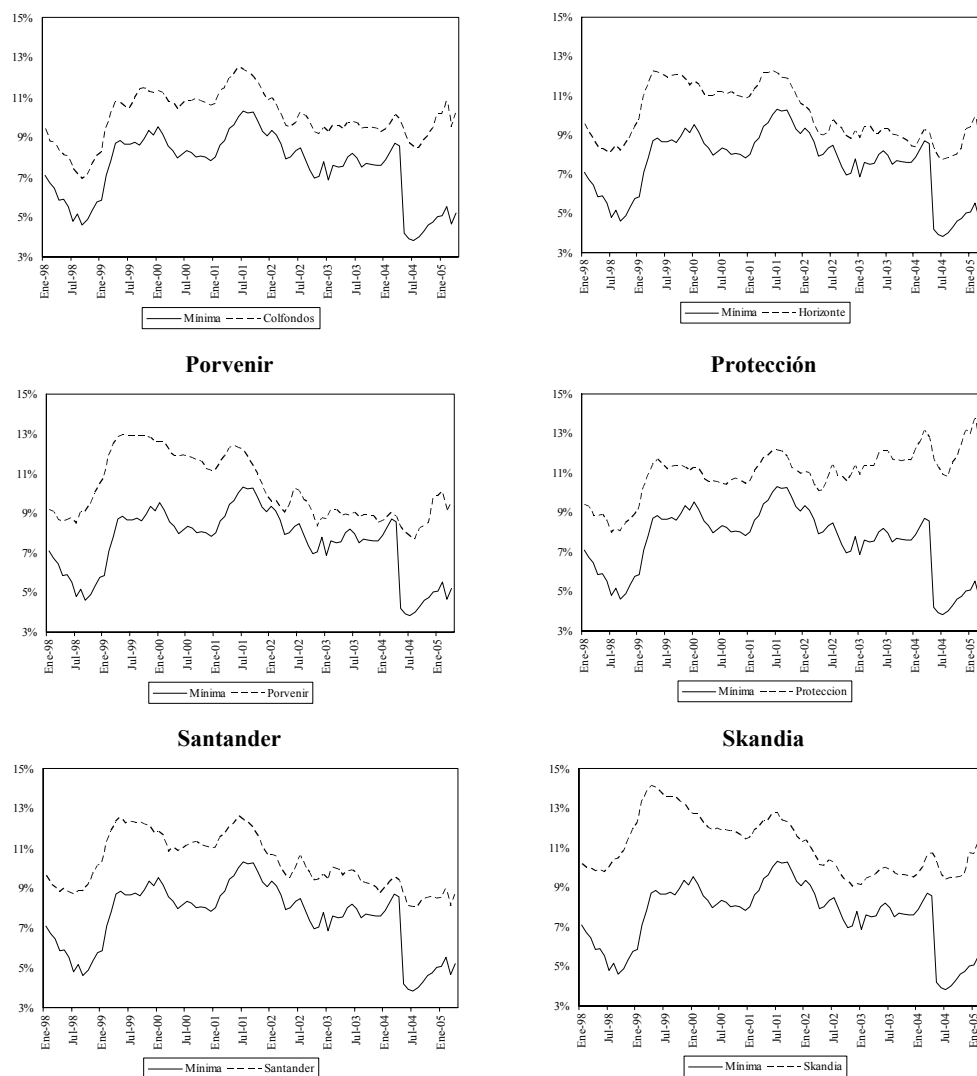 15%
13%
11%
9%
7%
5%
3%
Ene-98
Jul-98
Ene-99
Jul-99
Ene-00
Jul-00
Ene-01
Jul-01
Ene-02
Jul-02
Ene-03
Jul-03
Ene-04
Jul-04
Ene-05
Mínima Colfondos
15%
13%
11%
9%
7%
5%
3%
Ene-98
Jul-98
Ene-99
Jul-99
Ene-00
Jul-00
Ene-01
Jul-01
Ene-02
Jul-02
Ene-03
Jul-03
Ene-04
Jul-04
Ene-05
Mínima Horizonte
Porvenir
15%
13%
11%
9%
7%
5%
3%
Ene-98
Jul-98
Ene-99
Jul-99
Ene-00
Jul-00
Ene-01
Jul-01
Ene-02
Jul-02
Ene-03
Jul-03
Ene-04
Jul-04
Ene-05
Mínima Porvenir
Protección
15%
13%
11%
9%
7%
5%
3%
Ene-98
Jul-98
Ene-99
Jul-99
Ene-00
Jul-00
Ene-01
Jul-01
Ene-02
Jul-02
Ene-03
Jul-03
Ene-04
Jul-04
Ene-05
Mínima Proteccion
Santander
15%
13%
11%
9%
7%
5%
3%
Ene-98
Jul-98
Ene-99
Jul-99
Ene-00
Jul-00
Ene-01
Jul-01
Ene-02
Jul-02
Ene-03
Jul-03
Ene-04
Jul-04
Ene-05
Mínima Santander
Skandia
15%
13%
11%
9%
7%
5%
3%
Ene-98
Jul-98
Ene-99
Jul-99
Ene-00
Jul-00
Ene-01
Jul-01
Ene-02
Jul-02
Ene-03
Jul-03
Ene-04
Jul-04
Ene-05
Mínima Skandia